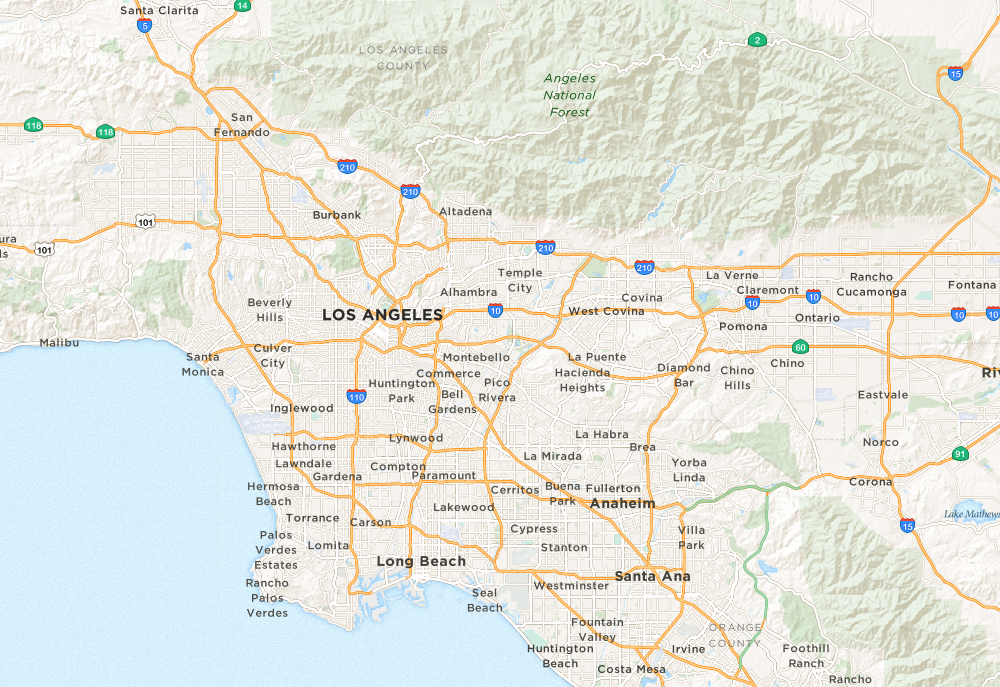 Santa Clarita
14
5
2
LOS ANGELES
COUNTY
15
Angeles
National
Forest
118
118
San
Fernando
210
210
Burbank
Altadena
101
101
ura
ls
210
210
Temple
City
La Verne
Rancho
Cucamonga
Fontana
Claremont
Alhambra
Covina
10
10
10
10
10
Beverly
Hills
LOS ANGELES
West Covina
Ontario
Pomona
Malibu
Santa
Monica
Culver
City
Montebello
La Puente
60
Chino
Commerce
Hacienda
Heights
Diamond
Bar
Chino
Hills
Riv
Huntington
Park
Pico
Rivera
Bell
Gardens
110
Eastvale
Inglewood
Hawthorne
Lynwood
La Habra
Brea
Norco
91
Lawndale
Gardena
Compton
Paramount
La Mirada
Yorba
Linda
Corona
Hermosa
Beach
Cerritos
Buena
Park
Fullerton
Anaheim
Lakewood
Lake Mathews
15
Torrance
Carson
Cypress
Villa
Park
Palos
Verdes
Estates
Lomita
Stanton
Long Beach
Santa Ana
Rancho
Palos
Verdes
Westminster
Seal
Beach
Fountain
Valley
ORANGE
COUNTY
Huntington
Beach
Irvine
Foothill
Ranch
Costa Mesa
Rancho